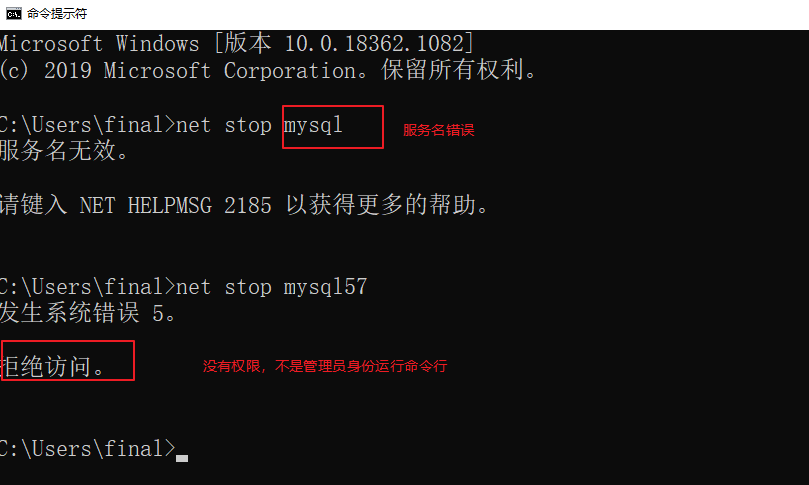 命令提示符
Microsoft Windows [版本 10.0.18362.1082]
(c) 2019 Microsoft Corporation。保留所有权利。
C:\Users\final>net stop mysql 服务名错误
服务名无效。
请键入 NET HELPMSG 2185 以获得更多的帮助。
C:\Users\final>net stop mysql57
发生系统错误 5。
拒绝访问。 没有权限，不是管理员身份运行命令行
C:\Users\final>